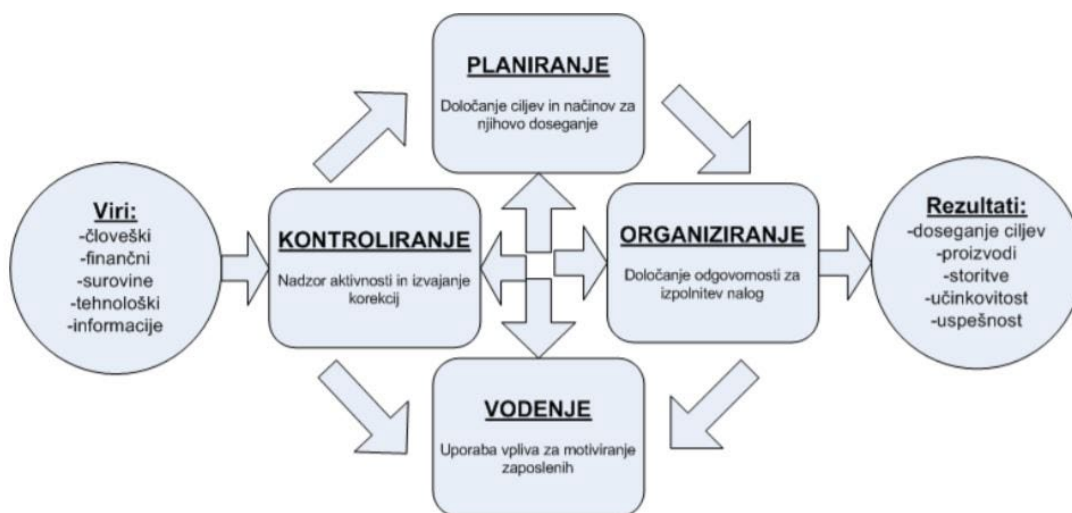 PLANIRANJE
Določanje ciljev in načinov za
njihovo doseganje
Viri:
-človeški
-finančni
-surovine
-tehnološki
-informacije
KONTROLIRANJE
Nadzor aktivnosti in izvajanje
korekcij
ORGANIZIRANJE
Določanje odgovornosti za
izpolnitev nalog
Rezultati:
-doseganje ciljev
-proizvodi
-storitve
-učinkovitost
-uspešnost
VODENJE
Uporaba vpliva za motiviranje
zaposlenih